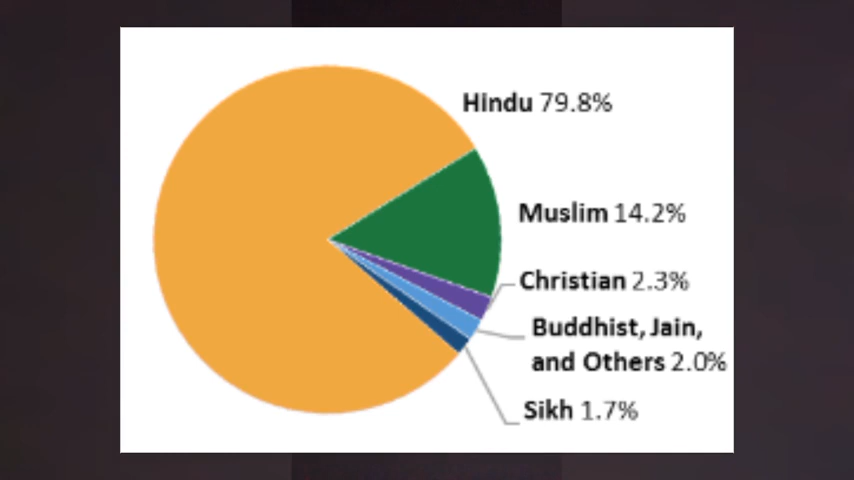 Hindu 79.8%
Muslim 14.2%
Christian 2.3%
Buddhist, Jain,
and Others 2.0%
Sikh 1.7%